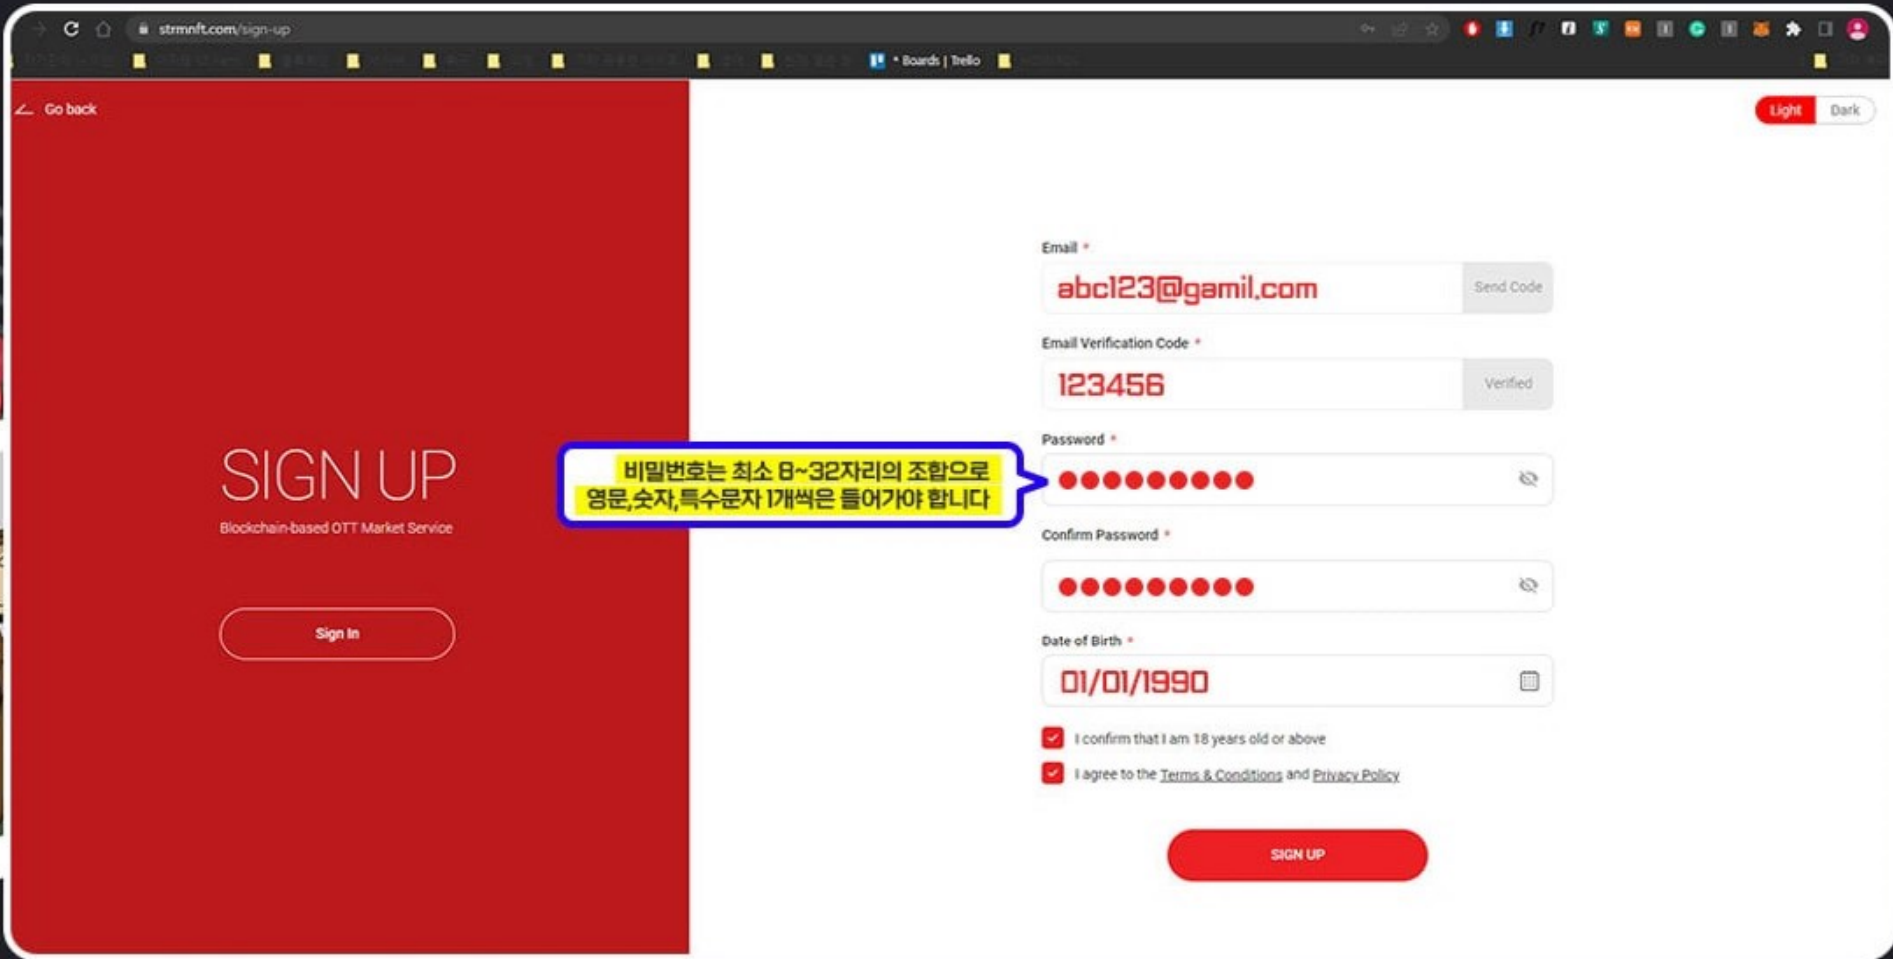 strmnft.com/sign-up
* Boards | Trello
Go back
Light
Dark
SIGN UP
Blockchain-based OTT Market Service
Sign In
Email *
abc123@gamil.com
Send Code
Email Verification Code *
123456
Verified
Password *
비밀번호는 최소 8~32자리의 조합으로
영문,숫자,특수문자 1개씩은 들어가야 합니다
Confirm Password *
Date of Birth *
01/01/1990
I confirm that I am 18 years old or above
I agree to the Terms & Conditions and Privacy Policy
SIGN UP